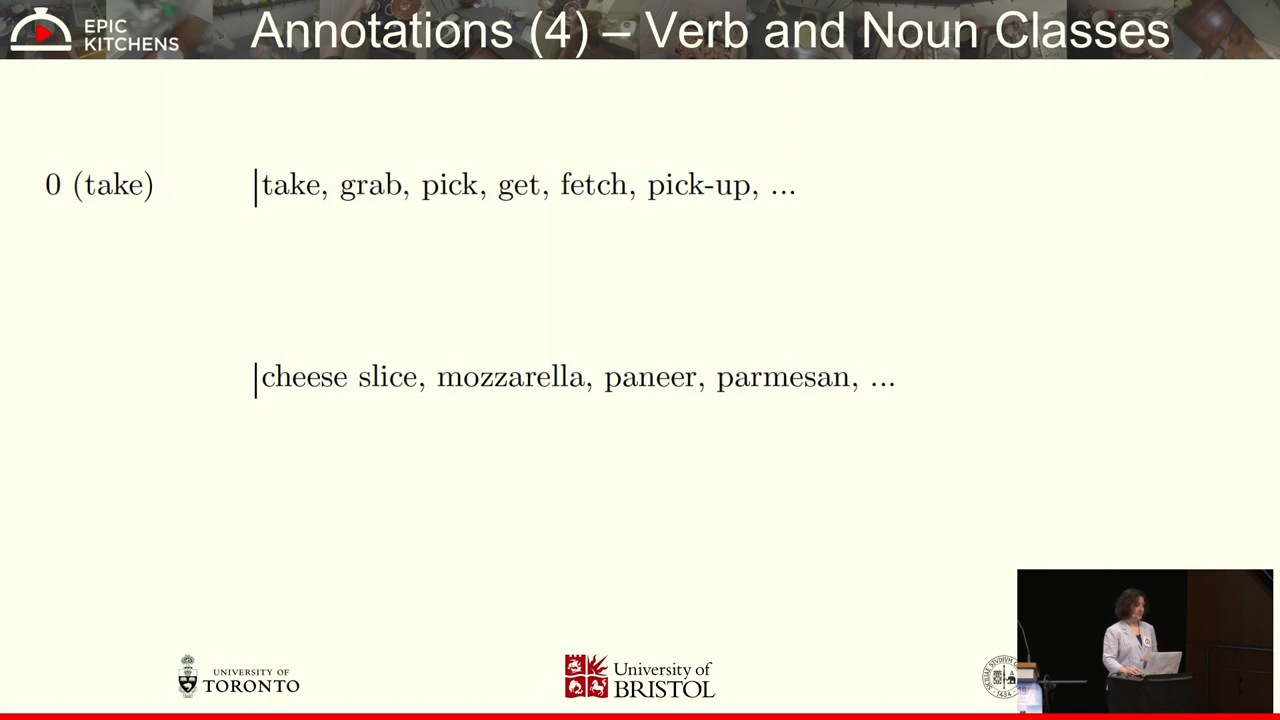 EPIC
KITCHENS
Annotations (4) – Verb and Noun Classes
0 (take)
take, grab, pick, get, fetch, pick-up, ...
cheese slice, mozzarella, paneer, parmesan, ...
UNIVERSITY OF
TORONTO
University of
BRISTOL